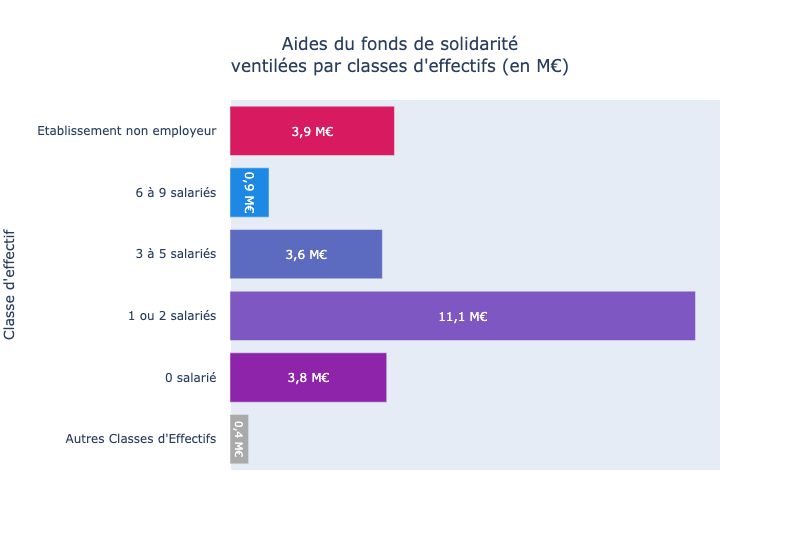 Aides du fonds de solidarité
ventilées par classes d'effectifs (en M€)
Classe d'effectif
Etablissement non employeur
3,9 M€
6 à 9 salariés
0,9 M€
3 à 5 salariés
3,6 M€
1 ou 2 salariés
11,1 M€
0 salarié
3,8 M€
Autres Classes d'Effectifs
0,4 M€